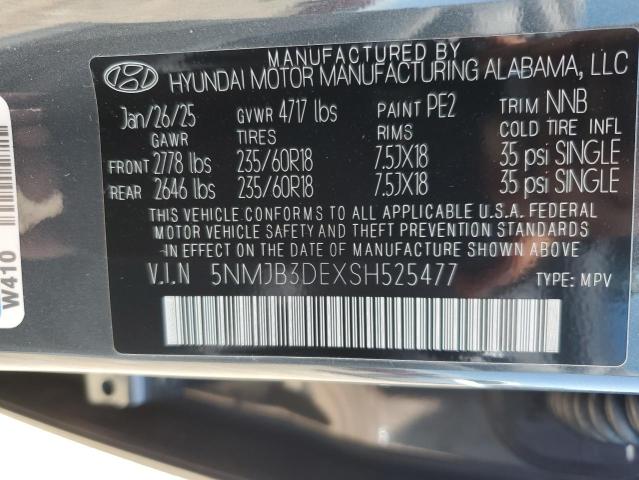 MANUFACTURED BY
HYUNDAI MOTOR MANUFACTURING ALABAMA, LLC
Jan/26/25 GVWR 4717 lbs PAINT PE2 TRIM NNB
GAWR TIRES RIMS COLD TIRE INFL
FRONT 2778 lbs 235/60R18 7.5JX18 35 psi SINGLE
REAR 2646 lbs 235/60R18 7.5JX18 35 psi SINGLE
THIS VEHICLE CONFORMS TO ALL APPLICABLE U.S.A. FEDERAL
MOTOR VEHICLE SAFETY AND THEFT PREVENTION STANDARDS
IN EFFECT ON THE DATE OF MANUFACTURE SHOWN ABOVE.
V.I.N 5NMJB3DEXSH525477
TYPE: MPV
W410